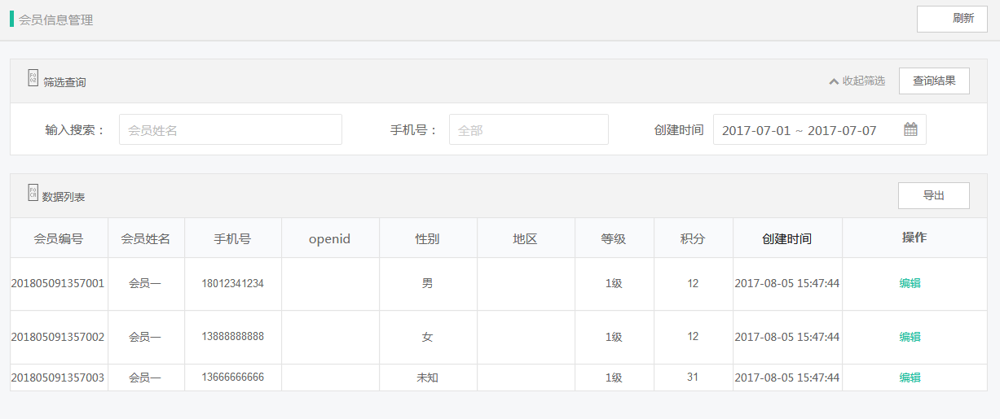 会员信息管理 刷新
筛选查询 收起筛选 查询结果
输入搜索： 会员姓名 手机号： 全部 创建时间 2017-07-01 ~ 2017-07-07
数据列表 导出
会员编号 会员姓名 手机号 openid 性别 地区 等级 积分 创建时间 操作
201805091357001 会员一 18012341234 男 1级 12 2017-08-05 15:47:44 编辑
201805091357002 会员一 13888888888 女 1级 12 2017-08-05 15:47:44 编辑
201805091357003 会员一 13666666666 未知 1级 31 2017-08-05 15:47:44 编辑